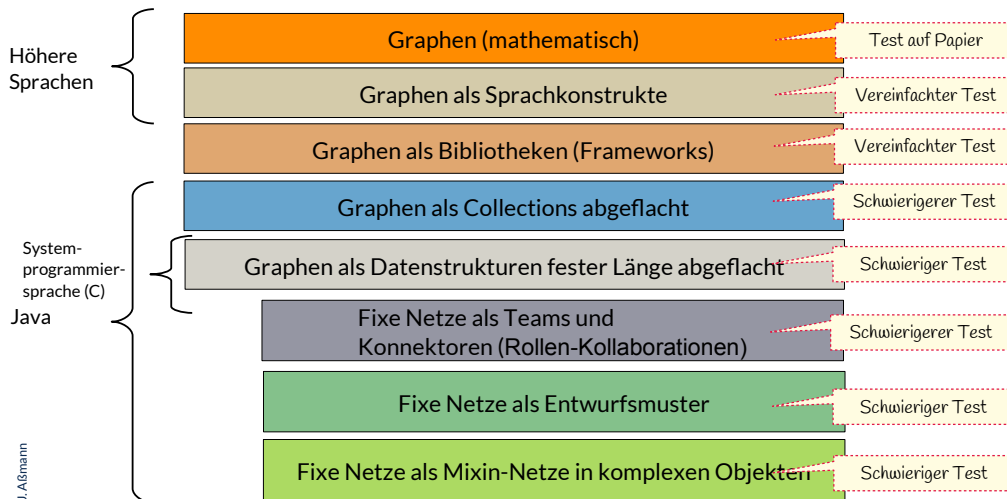 Höhere
Sprachen
Graphen (mathematisch)
Test auf Papier
Graphen als Sprachkonstrukte
Vereinfachter Test
Graphen als Bibliotheken (Frameworks)
Vereinfachter Test
Graphen als Collections abgeflacht
Schwierigerer Test
System-
programmier-
sprache (C)
Graphen als Datenstrukturen fester Länge abgeflacht
Schwieriger Test
Java
Fixe Netze als Teams und
Konnektoren (Rollen-Kollaborationen)
Schwierigerer Test
Fixe Netze als Entwurfsmuster
Schwieriger Test
Fixe Netze als Mixin-Netze in komplexen Objekten
Schwieriger Test
J. Aßmann